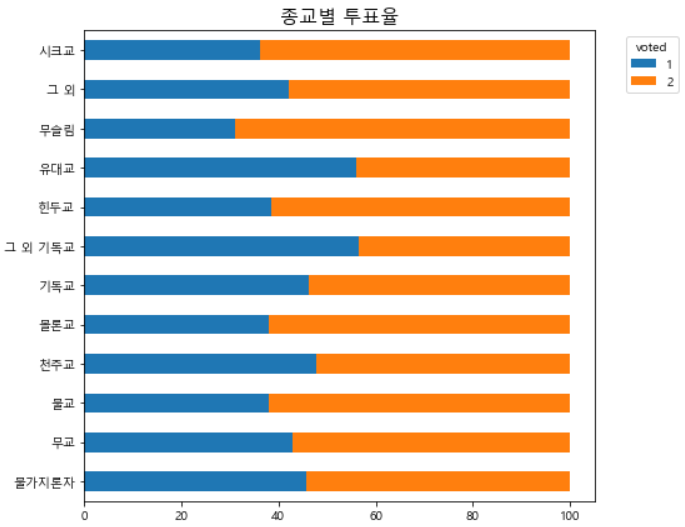 종교별 투표율
시크교
그 외
무슬림
유대교
힌두교
그 외 기독교
기독교
몰몬교
천주교
불교
무교
불가지론자
0 20 40 60 80 100
voted
1
2